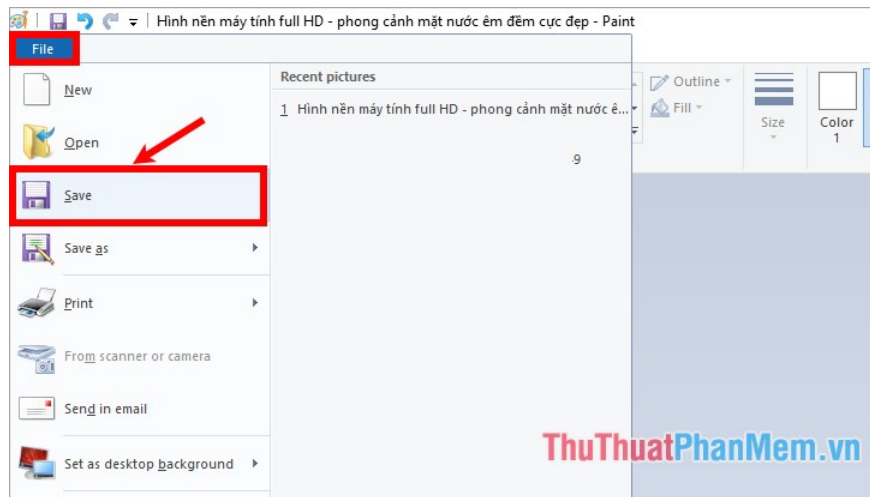 Hình nền máy tính full HD - phong cảnh mặt nước êm đềm cực đẹp - Paint
File
Recent pictures
1 Hình nền máy tính full HD - phong cảnh mặt nước ê...
9
New
Open
Save
Save as
Print
From scanner or camera
Send in email
Set as desktop background
Outline
Fill
Size
Color
1
ThuThuatPhanMem.vn